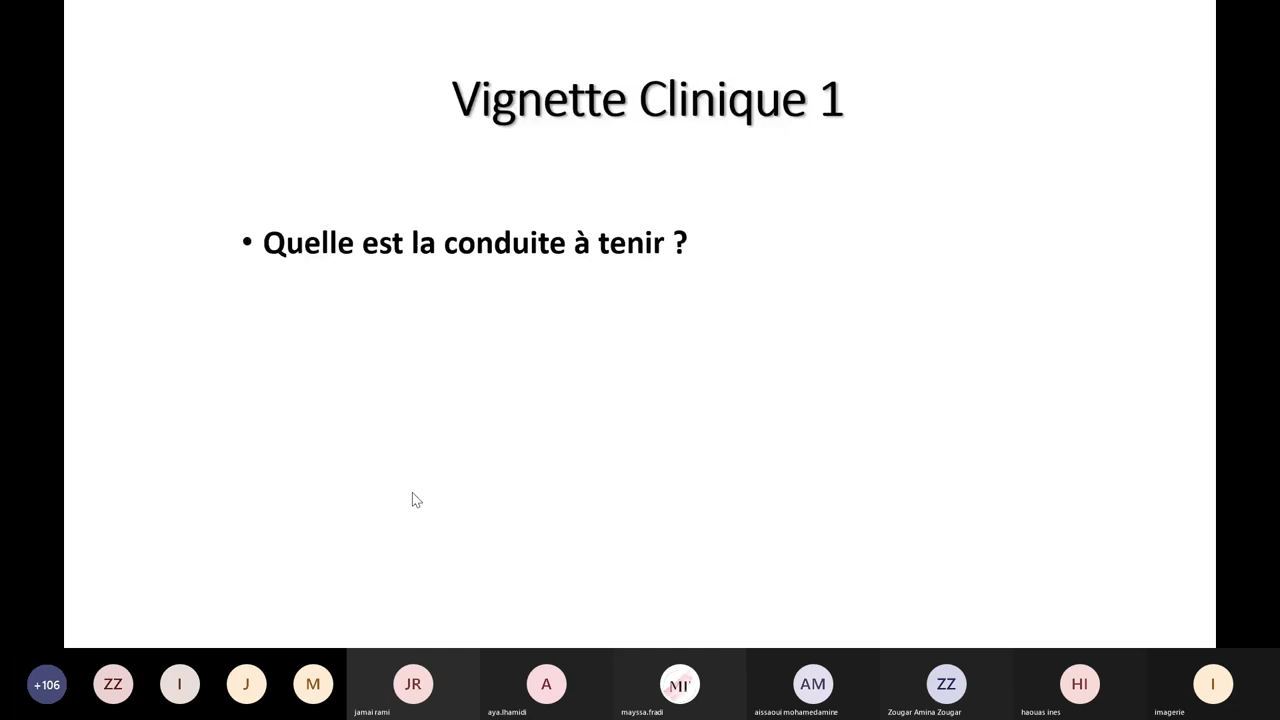 Vignette Clinique 1
• Quelle est la conduite à tenir ?
+106
ZZ
I
J
M
JR
A
MF
AM
ZZ
HI
I
jamai rami
aya.lhamidi
mayssa.fradi
aissaoui mohamedamine
Zougar Amina Zougar
haouas ines
imagerie